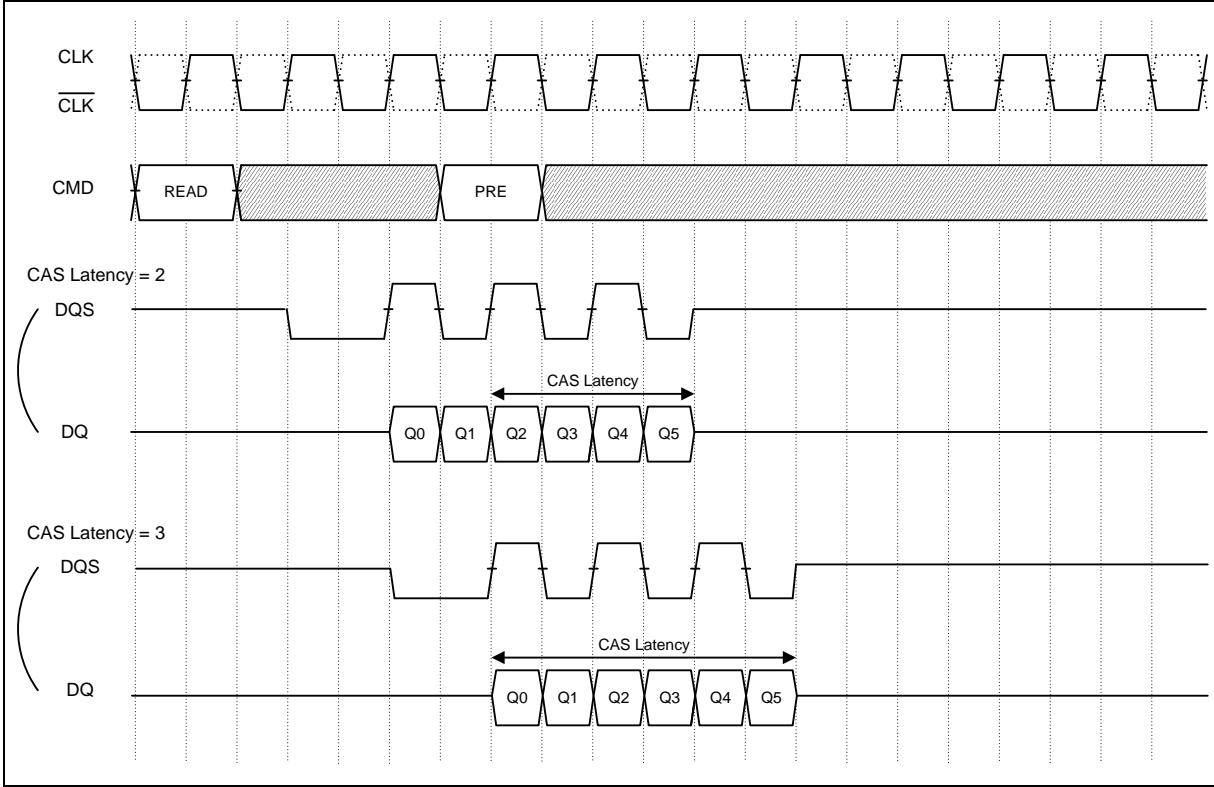 CLK
C̅L̅K̅
CMD READ PRE
CAS Latency = 2
DQS
CAS Latency
DQ Q0 Q1 Q2 Q3 Q4 Q5
CAS Latency = 3
DQS
CAS Latency
DQ Q0 Q1 Q2 Q3 Q4 Q5